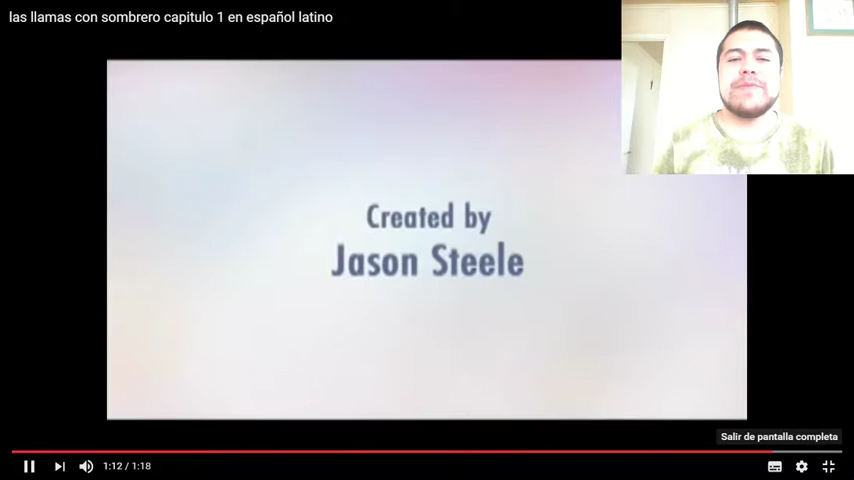 las llamas con sombrero capitulo 1 en español latino
Created by
Jason Steele
Salir de pantalla completa
1:12 / 1:18